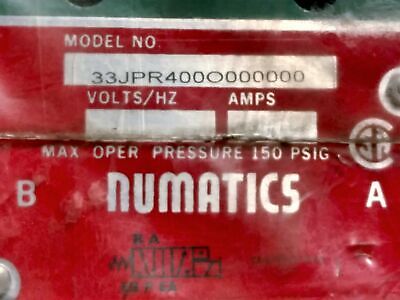 MODEL NO.
33JPR400O000000
VOLTS/HZ AMPS
MAX OPER PRESSURE 150 PSIG.
B NUMATICS A